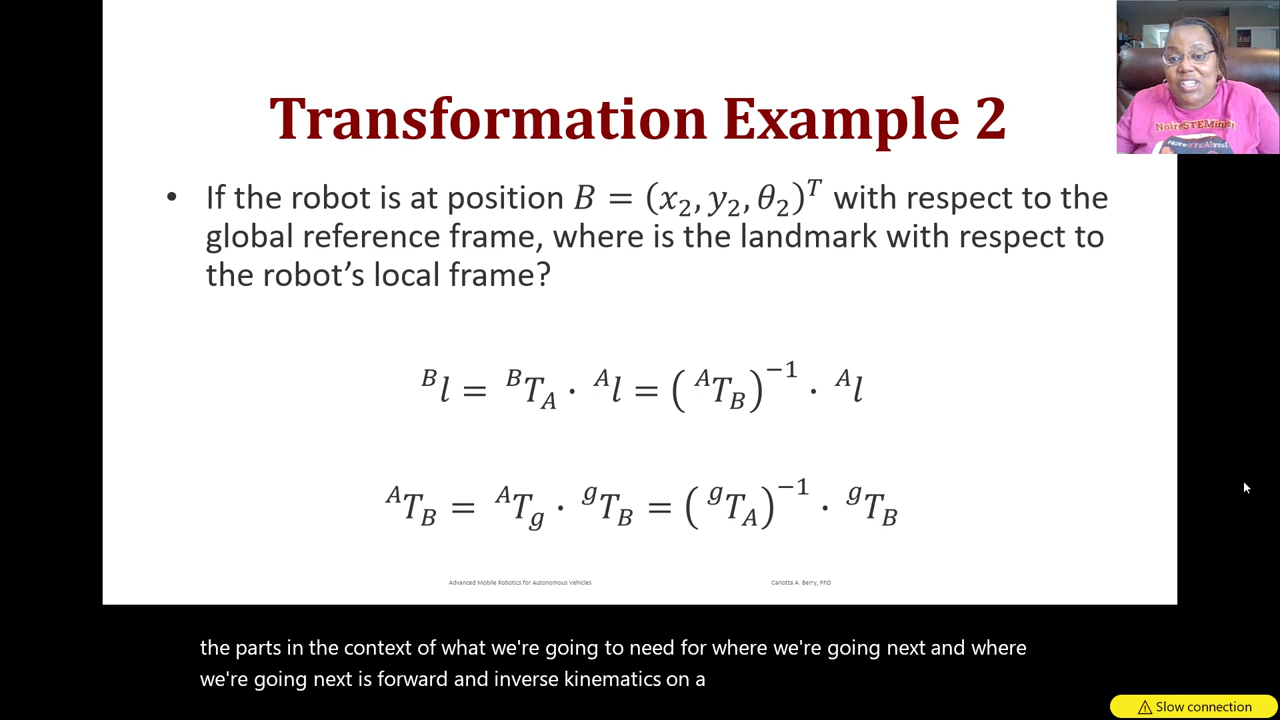 Transformation Example 2
• If the robot is at position B = (x₂, y₂, θ₂)ᵀ with respect to the
global reference frame, where is the landmark with respect to
the robot's local frame?
ᴮl = ᴮT_A · ᴬl = (ᴬT_B)⁻¹ · ᴬl
ᴬT_B = ᴬT_g · ᵍT_B = (ᵍT_A)⁻¹ · ᵍT_B
Advanced Mobile Robotics for Autonomous Vehicles
Carlotta A. Berry, PhD
NoireSTEMinist
NoireSTEMinist
the parts in the context of what we're going to need for where we're going next and where
we're going next is forward and inverse kinematics on a
Slow connection